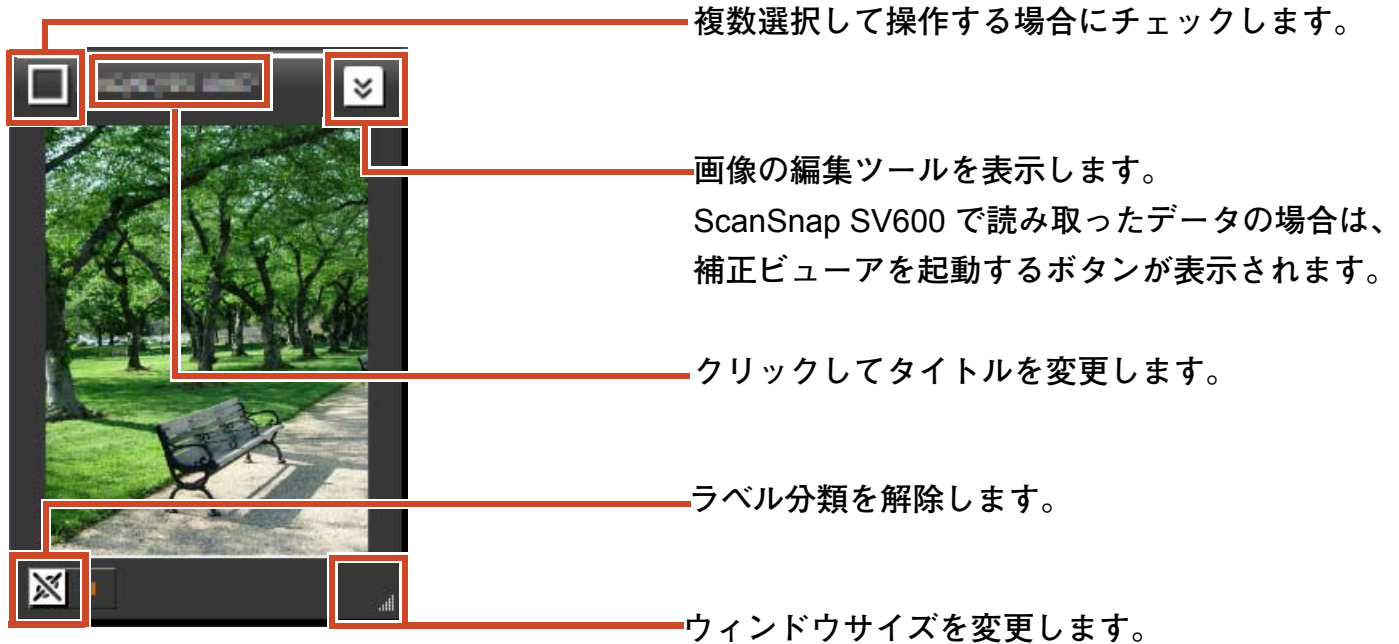 複数選択して操作する場合にチェックします。
画像の編集ツールを表示します。
ScanSnap SV600 で読み取ったデータの場合は、
補正ビューアを起動するボタンが表示されます。
クリックしてタイトルを変更します。
ラベル分類を解除します。
ウィンドウサイズを変更します。